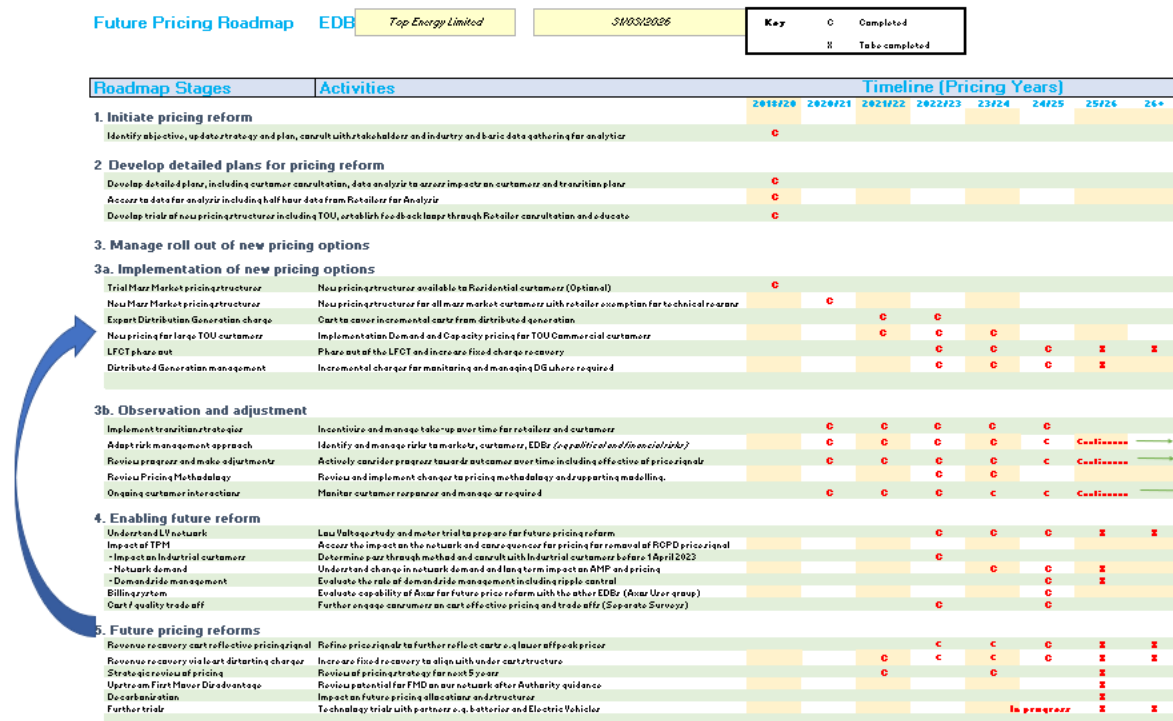 Future Pricing Roadmap EDB Top Energy Limited 31/03/2026 Key C Completed
X To be completed
Roadmap Stages Activities Timeline (Pricing Years)
2018/20 2020/21 2021/22 2022/23 23/24 24/25 25/26 26+
1. Initiate pricing reform
Identify objective, update strategy and plan, consult with stakeholders and industry and basic data gathering for analytics C
2 Develop detailed plans for pricing reform
Develop detailed plans, including customer consultation, data analysis to assess impacts on customers and transition plans C
Access to data for analysis including half hour data from Retailers for Analysis C
Develop trials of new pricing structures including TOU, establish feedback loops through Retailer consultation and educate C
3. Manage roll out of new pricing options
3a. Implementation of new pricing options
Trial Mass Market pricing structures New pricing structures available to Residential customers (Optional) C
New Mass Market pricing structures New pricing structures for all mass market customers with retailer exemption for technical reasons C
Export Distribution Generation charge Cost to cover incremental costs from distributed generation C C
New pricing for large TOU customers Implementation Demand and Capacity pricing for TOU Commercial customers C C C
LFCT phase out Phase out of the LFCT and increase fixed charge recovery C C C X X
Distributed Generation management Incremental charges for monitoring and managing DG where required C C C X
3b. Observation and adjustment
Implement transition strategies Incentivise and manage take-up over time for retailers and customers C C C C C
Adapt risk management approach Identify and manage risks to markets, customers, EDBs (eg political and financial risks) C C C C C Continuous
Review progress and make adjustments Actively consider progress towards outcomes over time including effective of price signals C C C C C Continuous
Review Pricing Methodology Review and implement changes to pricing methodology and supporting modelling. C C
Ongoing customer interactions Monitor customer responses and manage as required C C C C C Continuous
4. Enabling future reform
Understand LV network Low Voltage study and meter trial to prepare for future pricing reform C C C X X
Impact of TPM Access the impact on the network and consequences for pricing for removal of RCPD price signal
- Impact on Industrial customers Determine pass through method and consult with Industrial customers before 1 April 2023 C
- Network demand Understand change in network demand and long term impact on AMP and pricing C C X
- Demand side management Evaluate the role of demand side management including ripple control C X
Billing system Evaluate capability of Axos for future price reform with the other EDBs (Axos User group) C
Cost / quality trade off Further engage consumers on cost effective pricing and trade offs (Separate Surveys) C C
5. Future pricing reforms
Revenue recovery cost reflective pricing signal Refine price signals to further reflect costs e.g lower off peak prices C C C X X
Revenue recovery via least distorting charges Increase fixed recovery to align with under cost structure C C C C X X
Strategic review of pricing Review of pricing strategy for next 5 years C C X
Upstream First Mover Disadvantage Review potential for FMD on our network after Authority guidance X
Decarbonization Impact on future pricing allocations and structures X
Further trials Technology trials with partners e.g. batteries and Electric Vehicles In progress X X